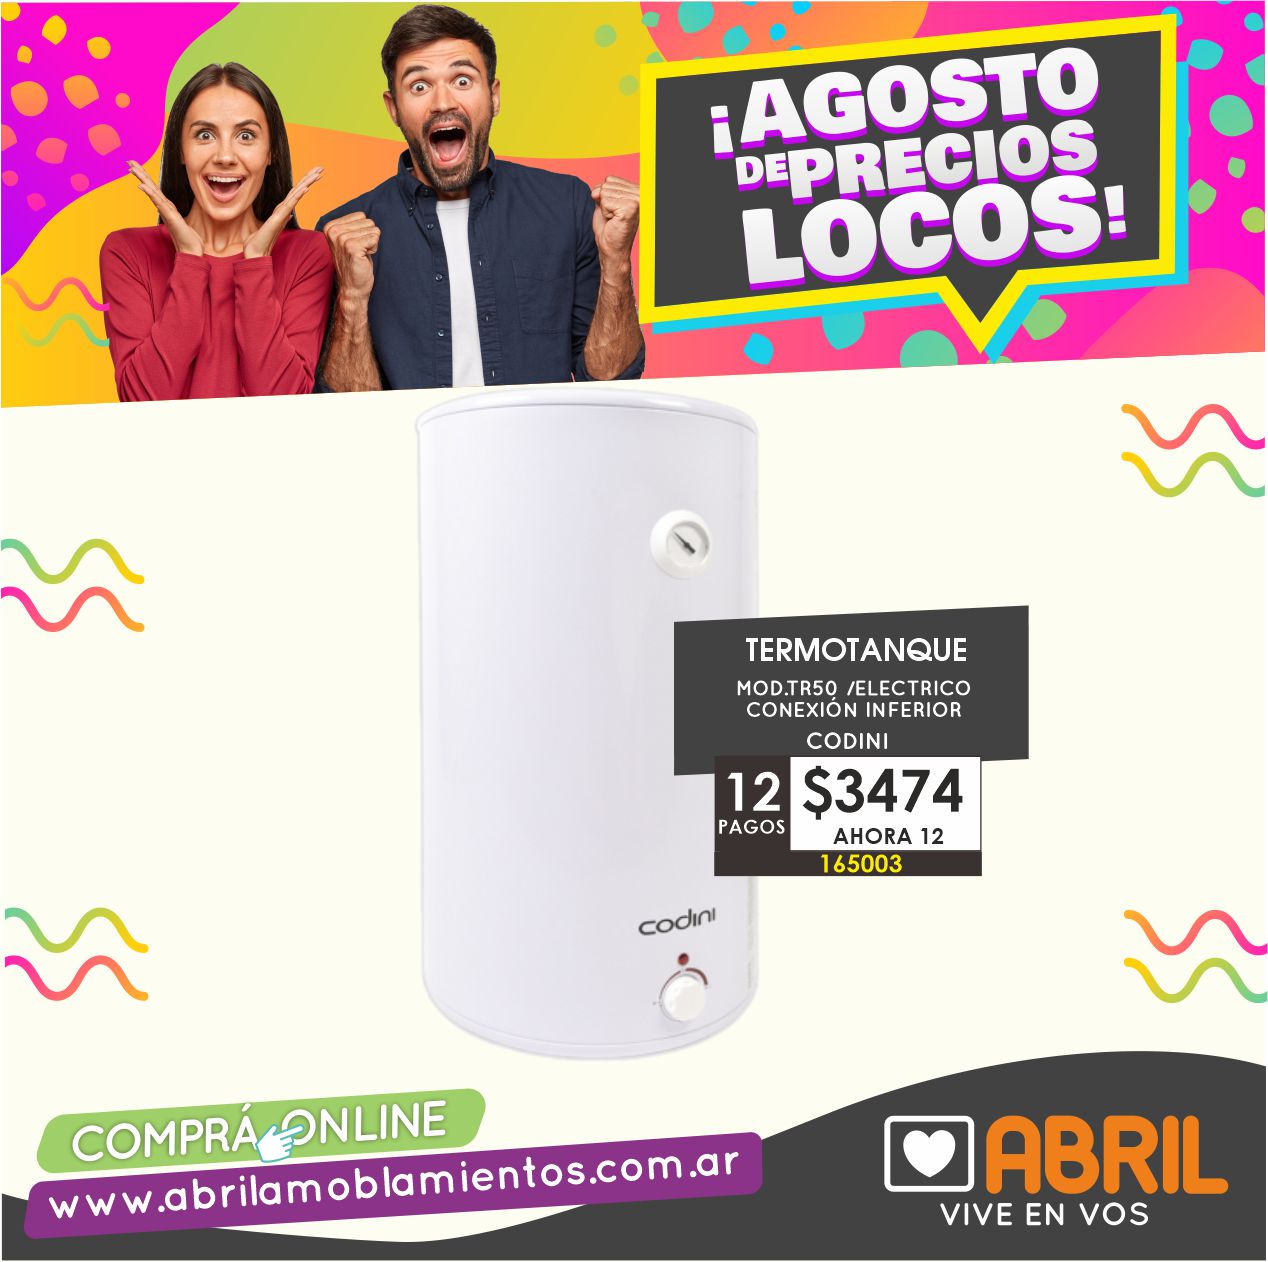 ¡AGOSTO
DE PRECIOS
LOCOS!
TERMOTANQUE
MOD.TR50 /ELECTRICO
CONEXIÓN INFERIOR
CODINI
12
PAGOS
$3474
AHORA 12
165003
codini
COMPRÁ ONLINE
www.abrilamoblamientos.com.ar
ABRIL
VIVE EN VOS